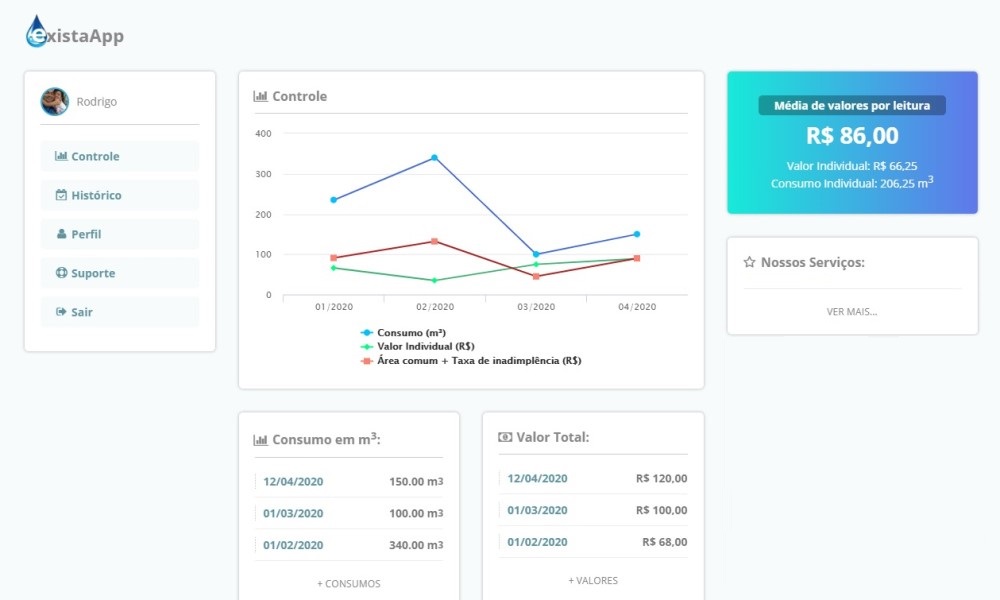 existaApp
Rodrigo
Controle
Histórico
Perfil
Suporte
Sair
Controle
400
300
200
100
0
01/2020 02/2020 03/2020 04/2020
Consumo (m³)
Valor Individual (R$)
Área comum + Taxa de inadimplência (R$)
Média de valores por leitura
R$ 86,00
Valor Individual: R$ 66,25
Consumo Individual: 206,25 m³
Nossos Serviços:
VER MAIS...
Consumo em m³:
12/04/2020 150.00 m3
01/03/2020 100.00 m3
01/02/2020 340.00 m3
+ CONSUMOS
Valor Total:
12/04/2020 R$ 120,00
01/03/2020 R$ 100,00
01/02/2020 R$ 68,00
+ VALORES